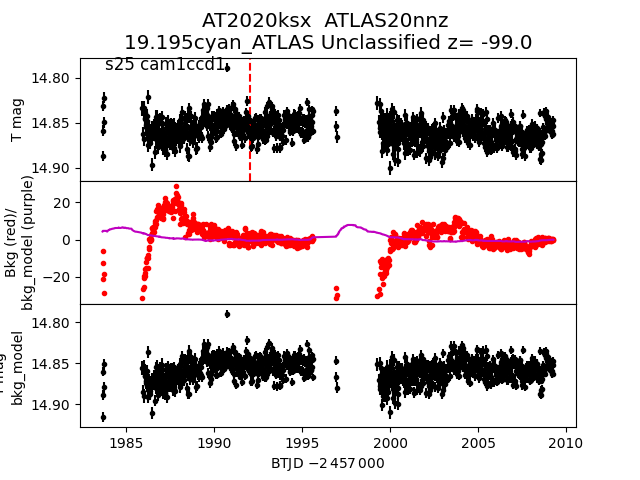 AT2020ksx ATLAS20nnz
19.195cyan_ATLAS Unclassified z= -99.0
s25 cam1ccd1
T mag
14.80
14.85
14.90
Bkg (red)/
bkg_model (purple)
20
0
−20
bkg_model
14.80
14.85
14.90
1985
1990
1995
2000
2005
2010
BTJD −2 457 000